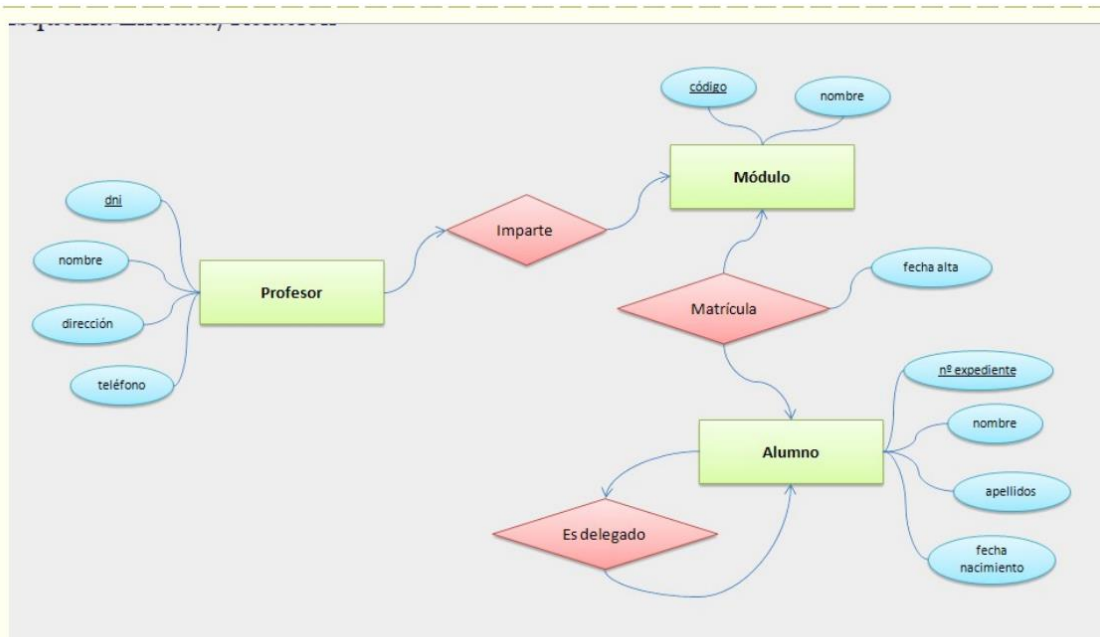 código
nombre
Módulo
dni
Imparte
nombre
fecha alta
Profesor
Matrícula
dirección
nº expediente
teléfono
nombre
Alumno
apellidos
Es delegado
fecha
nacimiento